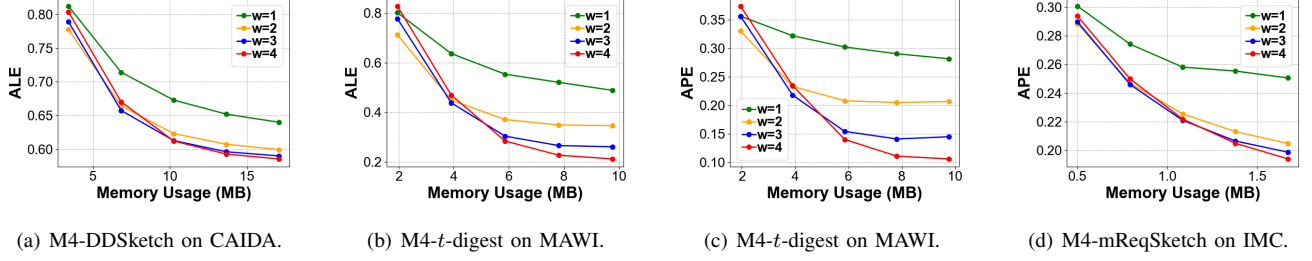 ALE
0.80
0.75
0.70
0.65
0.60
w=1
w=2
w=3
w=4
5
10
15
Memory Usage (MB)
(a) M4-DDSketch on CAIDA.
ALE
0.8
0.6
0.4
0.2
w=1
w=2
w=3
w=4
2
4
6
8
10
Memory Usage (MB)
(b) M4-t-digest on MAWI.
APE
0.35
0.30
0.25
0.20
0.15
0.10
w=1
w=2
w=3
w=4
2
4
6
8
10
Memory Usage (MB)
(c) M4-t-digest on MAWI.
APE
0.30
0.28
0.26
0.24
0.22
0.20
w=1
w=2
w=3
w=4
0.5
1.0
1.5
Memory Usage (MB)
(d) M4-mReqSketch on IMC.